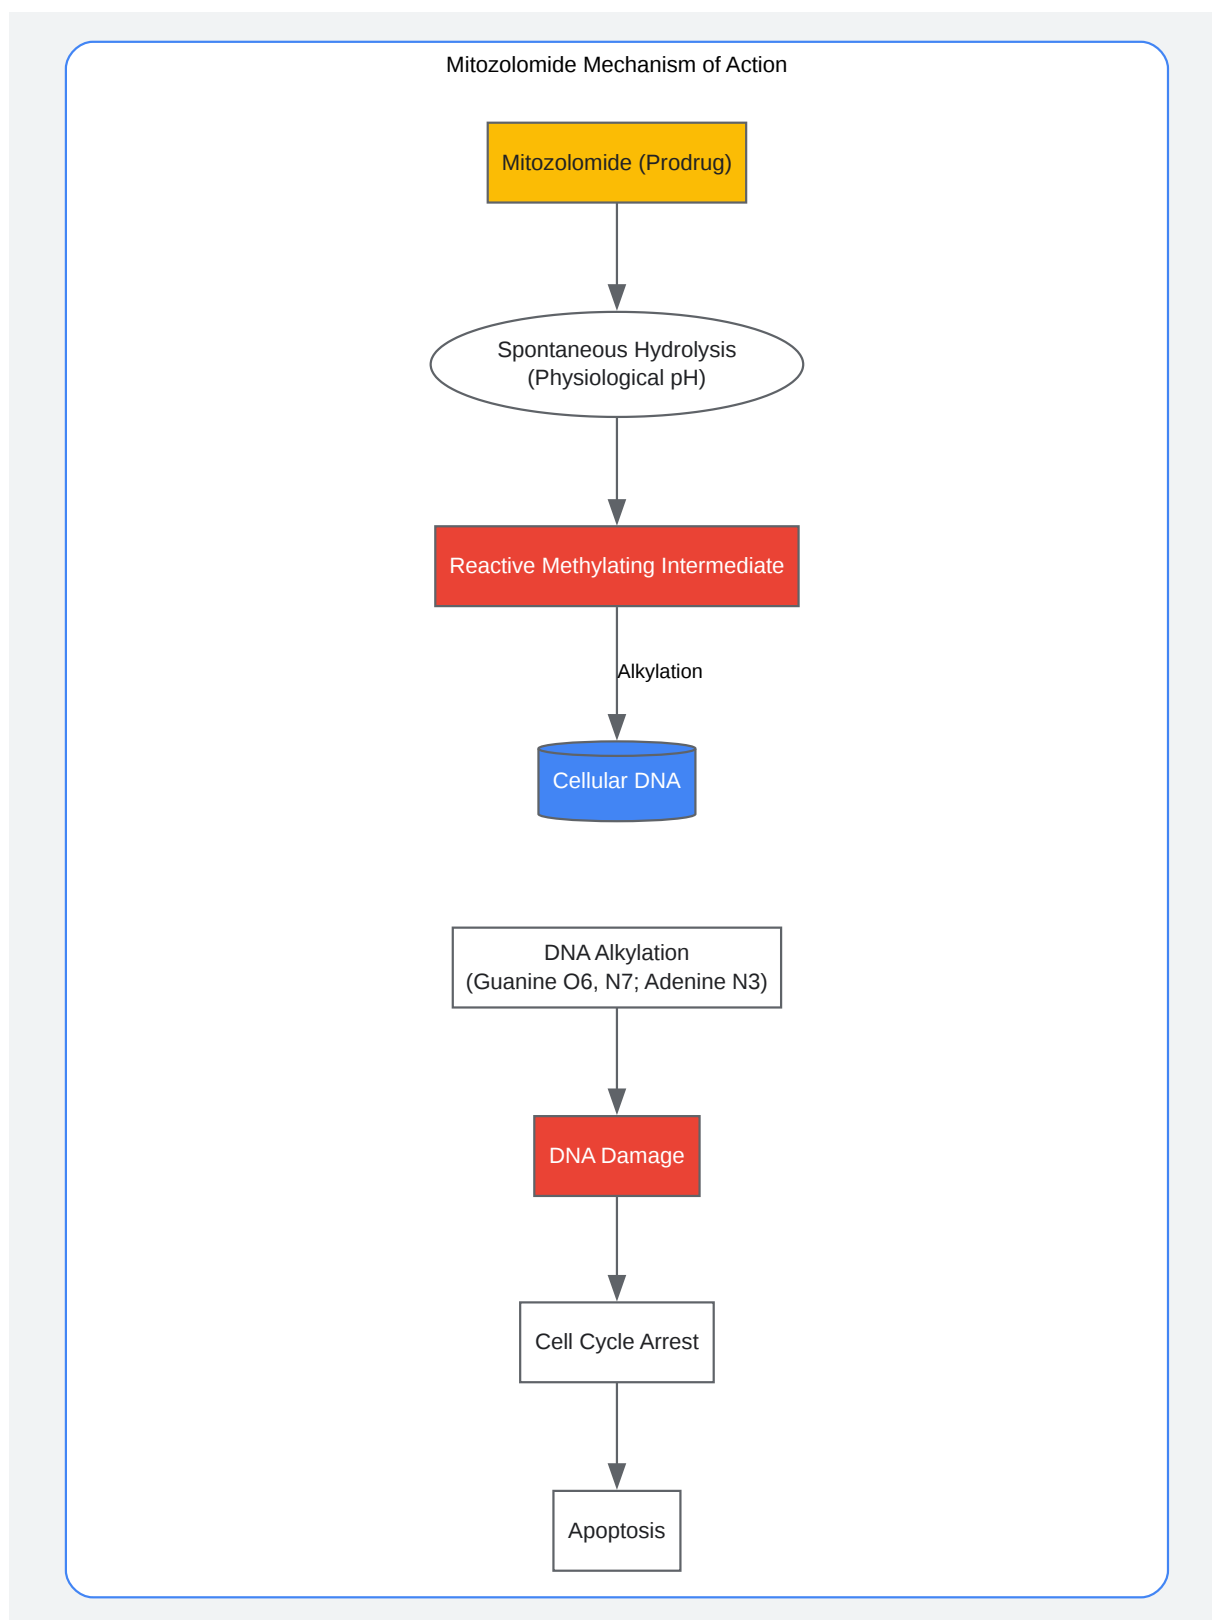 Mitozolomide Mechanism of Action
Mitozolomide (Prodrug)
Spontaneous Hydrolysis
(Physiological pH)
Reactive Methylating Intermediate
Alkylation
Cellular DNA
DNA Alkylation
(Guanine O6, N7; Adenine N3)
DNA Damage
Cell Cycle Arrest
Apoptosis